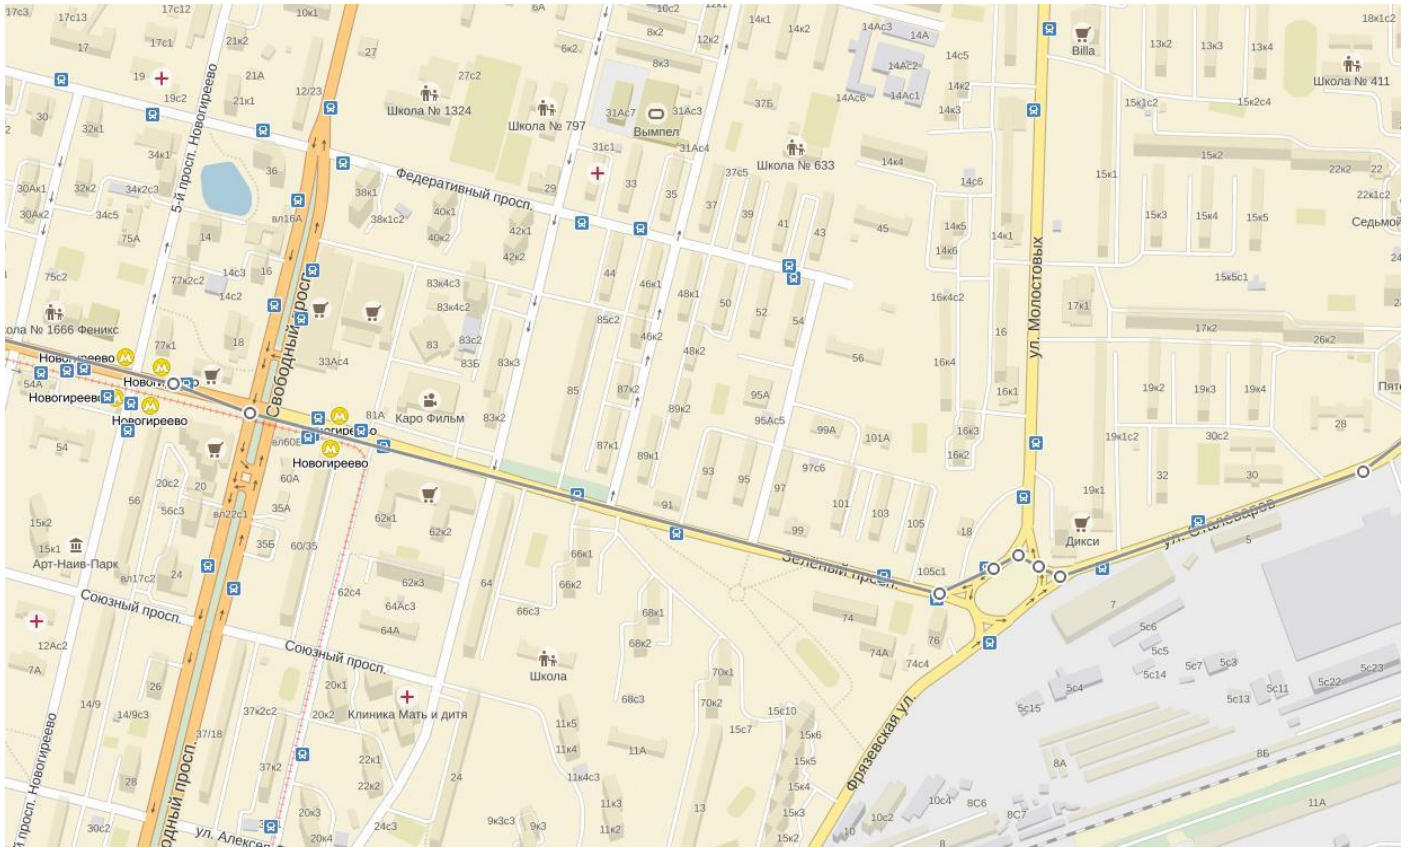 17с3
17с13
17с12
10к1
6А
8к2
12к2
14к1
14к2
14Ас3
14А
14с5
Billa
13к2
13к3
13к4
18к1с2
17
17с1
21к2
27
6к2
8к3
14Ас2
Школа № 411
19
21А
27с2
19с2
21к1
12/23
Школа № 1324
Школа № 797
31Ас7
31Ас3
Вымпел
37Б
14Ас6
14Ас1
14к2
14к3
15к1с2
15к2с4
30
32к1
34к1
5-й просп. Новогиреево
31с1
31Ас4
Школа № 633
14к4
15к2
36
Федеративный просп.
29
33
35
37с5
14с6
15к1
22к2
22
30Ак1
32к2
34к2с3
38к1
22к1с2
30Ак2
34с5
вл16А
38к1с2
40к1
42к1
37
39
41
43
45
14к5
14к1
15к3
15к4
15к5
Седьмой
75А
14
40к2
42к2
14к6
75с2
77к2с2
14с3
16
14с2
83к4с3
44
46к1
48к1
50
52
54
16к4с2
15к5с1
Школа № 1666 Феникс
83к4с2
85с2
17к1
77к1
18
Свободный просп.
83
83с2
46к2
16
ул. Молостовых
17к2
26к2
Новогиреево
33Ас4
83Б
83к3
48к2
56
16к4
Новогиреево
54А
Новогиреево
Новогиреево
81А
Каро Фильм
83к2
85
87к2
89к2
95А
95Ас5
16к1
19к2
19к3
19к4
54
Новогиреево
99А
101А
16к3
19к1с2
30с2
28
20с2
20
60А
87к1
89к1
93
95
97с6
97
16к2
32
30
56
56с3
вл22с1
35А
62к1
62к2
91
99
101
103
105
18
19к1
15к2
15к1
Арт-Наив-Парк
35Б
60/35
66к1
Зелёный просп.
105с1
Дикси
ул. Сталеваров
5
вл17с2
24
62с4
62к3
64
66к2
7
Союзный просп.
64Ас3
66с3
68к1
74
5с6
12Ас2
64А
68к2
76
5с5
Союзный просп.
74А
74с4
5с7
5с3
5с23
7А
26
20к1
Школа
70к1
5с4
5с14
5с11
5с22
14/9
14/9с3
37к2с2
20к2
Клиника Мать и дитя
68с3
70к2
15с10
5с15
5с13
37/18
11к5
15с7
15к6
Фрязевская ул.
28
37к2
22к1
24
11к4
11А
15к5
8А
8Б
22к2
11к4с3
15к4
просп. Новогиреево
20к3
11к3
13
15к3
10с4
8С6
11А
30с2
ул. Алексея
20к4
24с3
9к3с3
9к3
11к2
15к2
10
10с2
8С7
8